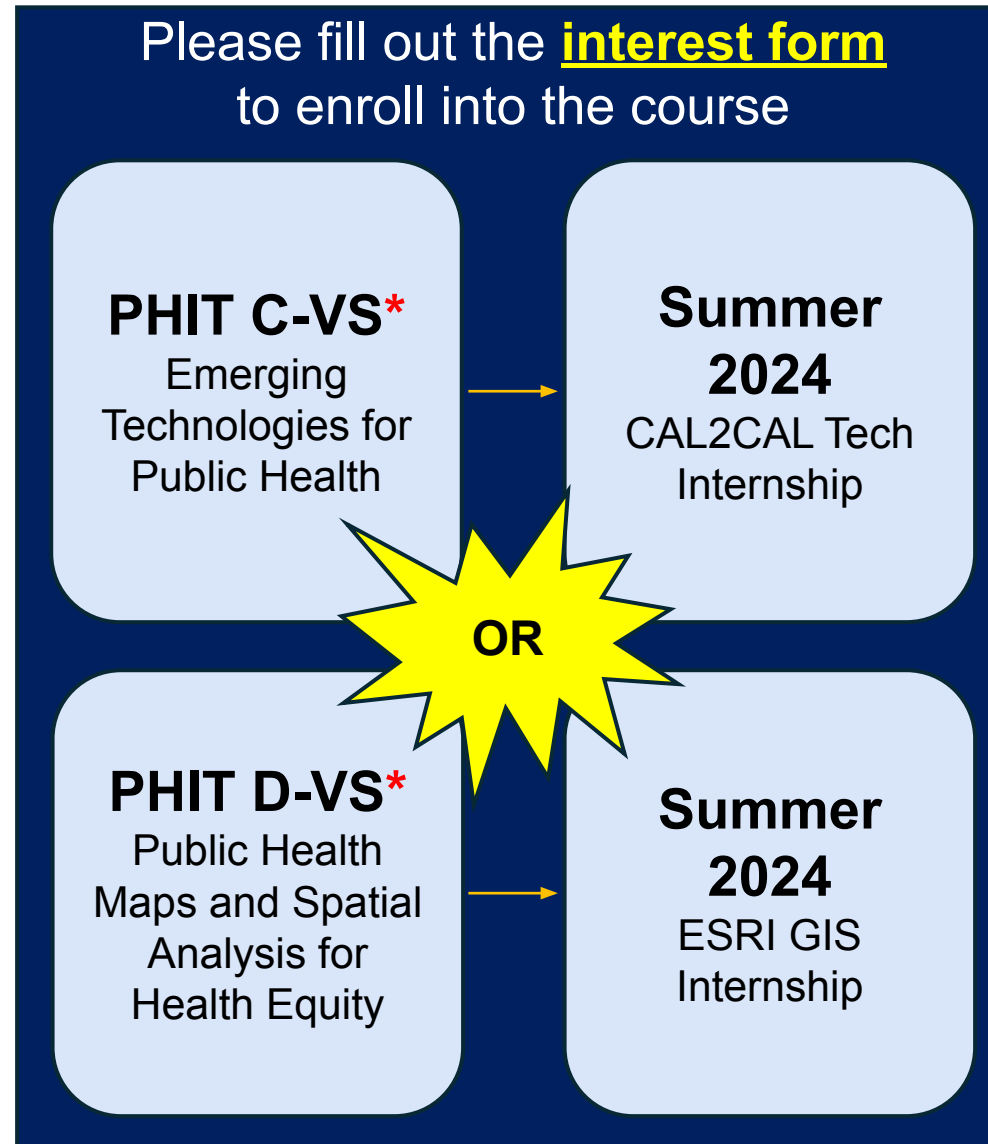 Please fill out the interest form
to enroll into the course
PHIT C-VS*
Emerging
Technologies for
Public Health
Summer
2024
CAL2CAL Tech
Internship
OR
PHIT D-VS*
Public Health
Maps and Spatial
Analysis for
Health Equity
Summer
2024
ESRI GIS
Internship